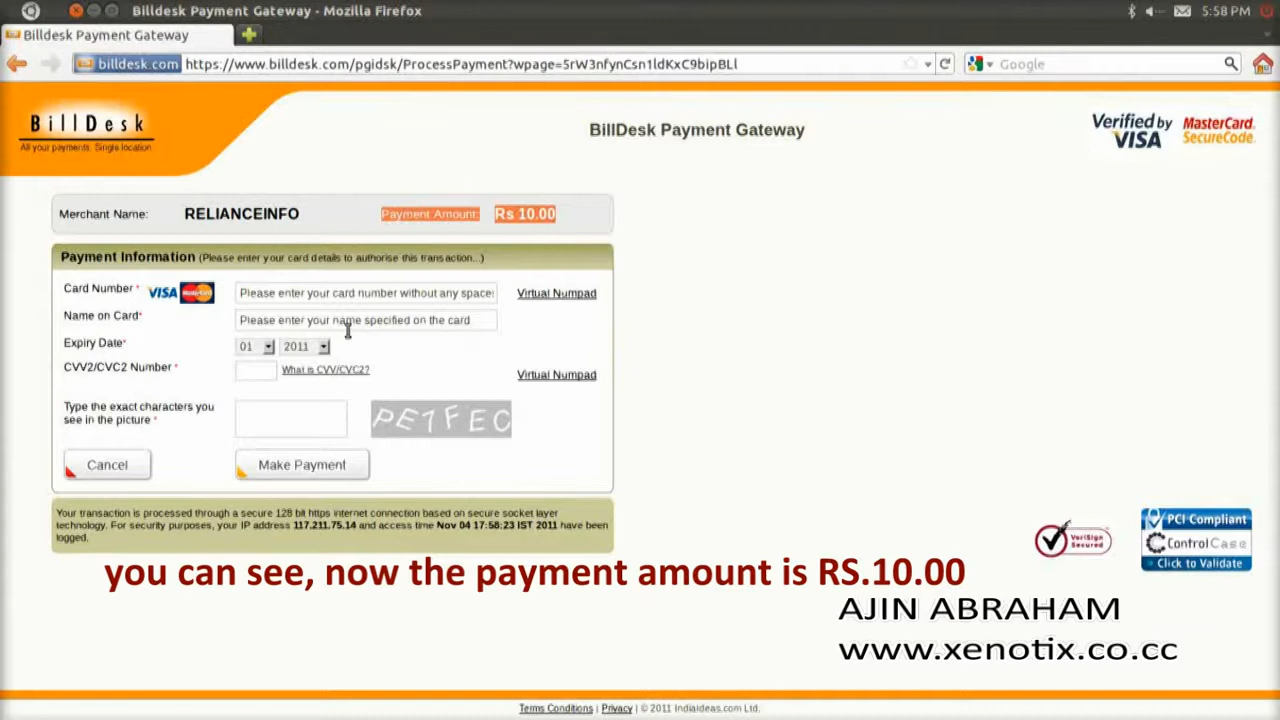 Billdesk Payment Gateway - Mozilla Firefox
5:58 PM
Billdesk Payment Gateway
billdesk.com https://www.billdesk.com/pgidsk/ProcessPayment?wpage=5rW3nfynCsn1ldKxC9bipBLl
Google
BillDesk
All your payments. Single location.
BillDesk Payment Gateway
Verified by VISA
MasterCard. SecureCode.
Merchant Name: RELIANCEINFO Payment Amount: Rs 10.00
Payment Information (Please enter your card details to authorise this transaction...)
Card Number * VISA MasterCard Please enter your card number without any space: Virtual Numpad
Name on Card* Please enter your name specified on the card
Expiry Date* 01 2011
CVV2/CVC2 Number * What is CVV/CVC2? Virtual Numpad
Type the exact characters you
see in the picture *
PE7FEC
Cancel Make Payment
Your transaction is processed through a secure 128 bit https internet connection based on secure socket layer
technology. For security purposes, your IP address 117.211.75.14 and access time Nov 04 17:58:23 IST 2011 have been
logged.
VeriSign
Secured
PCI Compliant
ControlCase
Click to Validate
you can see, now the payment amount is RS.10.00
AJIN ABRAHAM
www.xenotix.co.cc
Terms Conditions | Privacy | © 2011 IndiaIdeas.com Ltd.